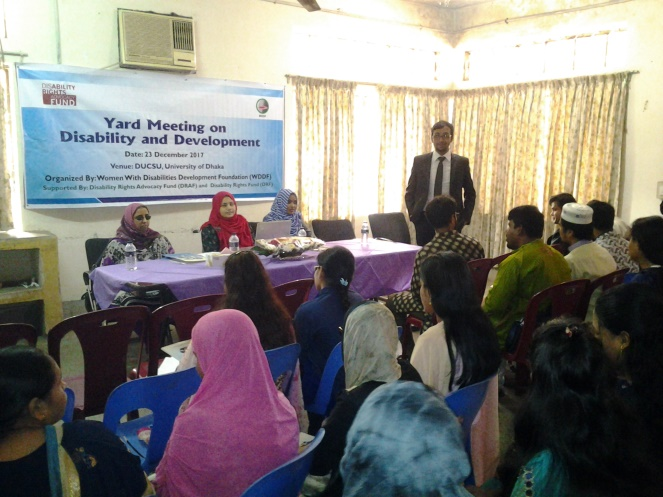 DISABILITY
RIGHTS
FUND
Yard Meeting on
Disability and Development
Date: 23 December 2017
Venue: DUCSU, University of Dhaka
Organized By: Women With Disabilities Development Foundation (WDDF)
Supported By: Disability Rights Advocacy Fund (DRAF) and Disability Rights Fund (DRF)